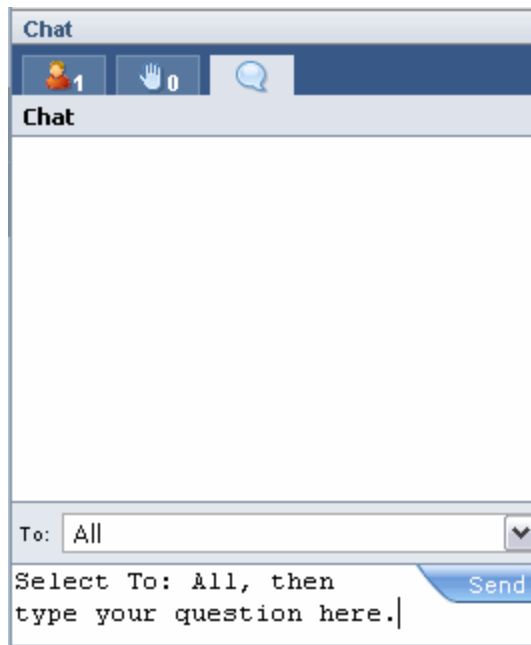 Chat
1 0
Chat
To: All
Select To: All, then
Send
type your question here.